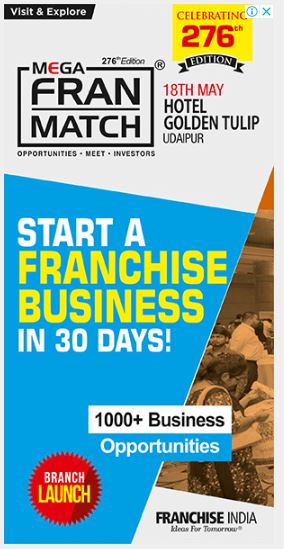 Visit & Explore
CELEBRATING
276th
EDITION
276th Edition
MEGA
FRAN
MATCH
®
OPPORTUNITIES • MEET • INVESTORS
18TH MAY
HOTEL
GOLDEN TULIP
UDAIPUR
START A
FRANCHISE
BUSINESS
IN 30 DAYS!
1000+ Business
Opportunities
BRANCH
LAUNCH
FRANCHISE INDIA
Ideas For Tomorrow®